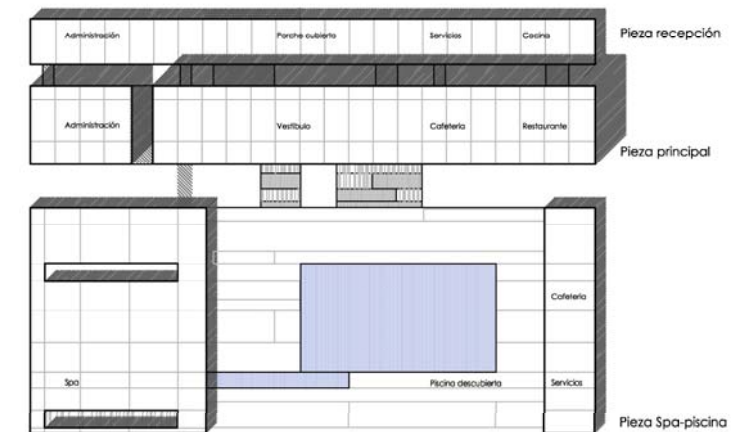 Administración Porche cubierto Servicios Cocina Pieza recepción
Administración Vestíbulo Cafetería Restaurante
Pieza principal
Cafetería
Spa Piscina descubierta Servicios
Pieza Spa-piscina